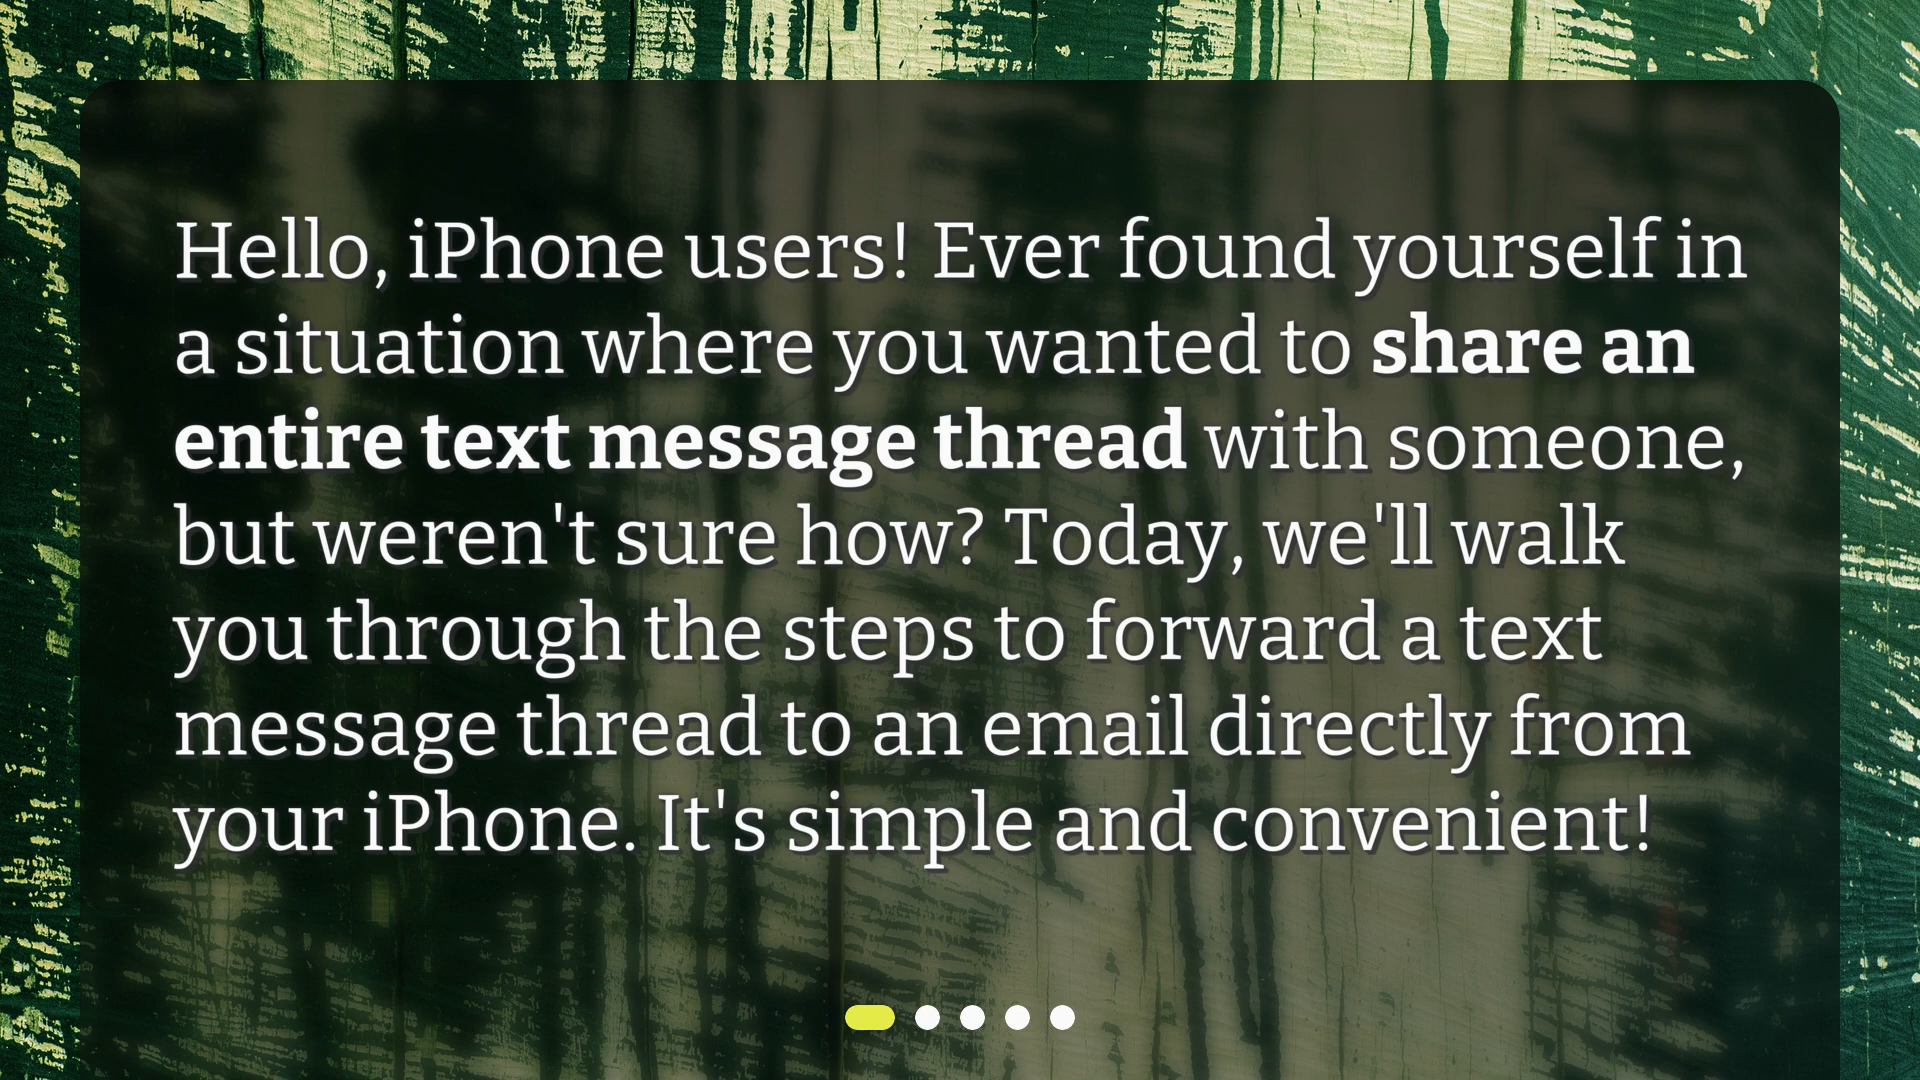 Hello, iPhone users! Ever found yourself in
a situation where you wanted to share an
entire text message thread with someone,
but weren't sure how? Today, we'll walk
you through the steps to forward a text
message thread to an email directly from
your iPhone. It's simple and convenient!